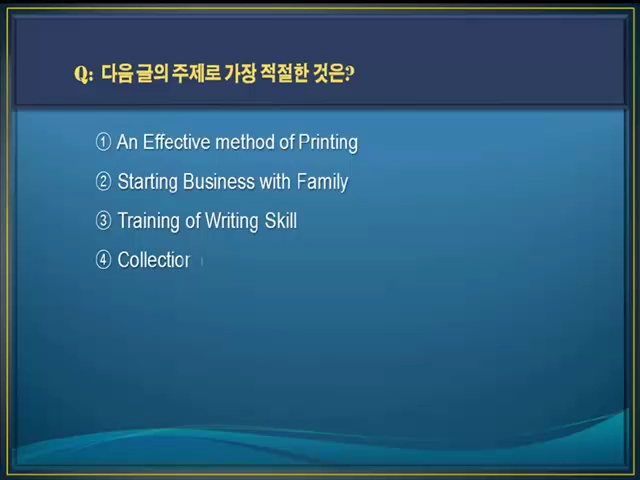 Q: 다음 글의 주제로 가장 적절한 것은?
① An Effective method of Printing
② Starting Business with Family
③ Training of Writing Skill
④ Collection